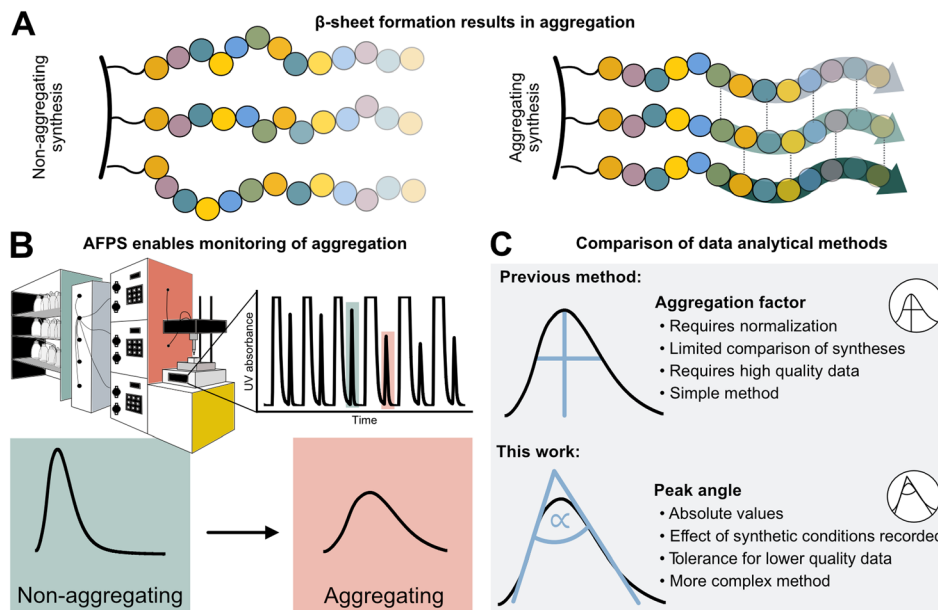 A
β-sheet formation results in aggregation
Non-aggregating
synthesis
Aggregating
synthesis
B
AFPS enables monitoring of aggregation
UV absorbance
Time
Non-aggregating
Aggregating
C
Comparison of data analytical methods
Previous method:
Aggregation factor
• Requires normalization
• Limited comparison of syntheses
• Requires high quality data
• Simple method
This work:
∝
Peak angle
• Absolute values
• Effect of synthetic conditions recorded
• Tolerance for lower quality data
• More complex method